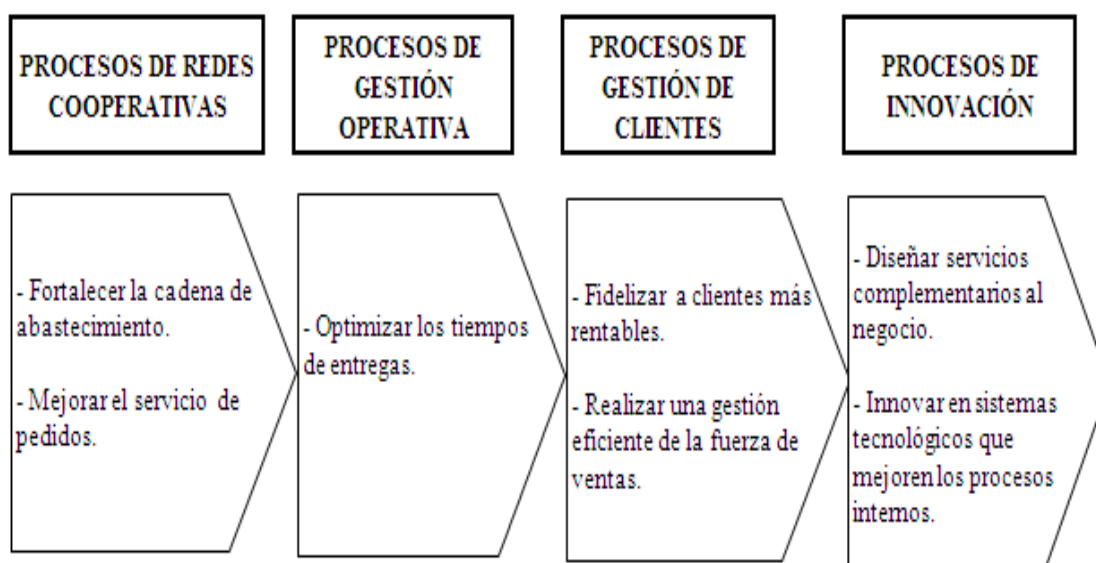 PROCESOS DE REDES
COOPERATIVAS
PROCESOS DE
GESTIÓN
OPERATIVA
PROCESOS DE
GESTIÓN DE
CLIENTES
PROCESOS DE
INNOVACIÓN
- Fortalecer la cadena de
abastecimiento.
- Mejorar el servicio de
pedidos.
- Optimizar los tiempos
de entregas.
- Fidelizar a clientes más
rentables.
- Realizar una gestión
eficiente de la fuerza de
ventas.
- Diseñar servicios
complementarios al
negocio.
- Innovar en sistemas
tecnológicos que
mejoren los procesos
internos.